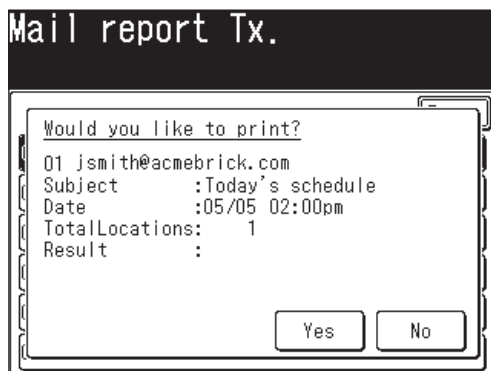 Mail report Tx.
Would you like to print?
01 jsmith@acmebrick.com
Subject :Today's schedule
Date :05/05 02:00pm
TotalLocations: 1
Result :
Yes No